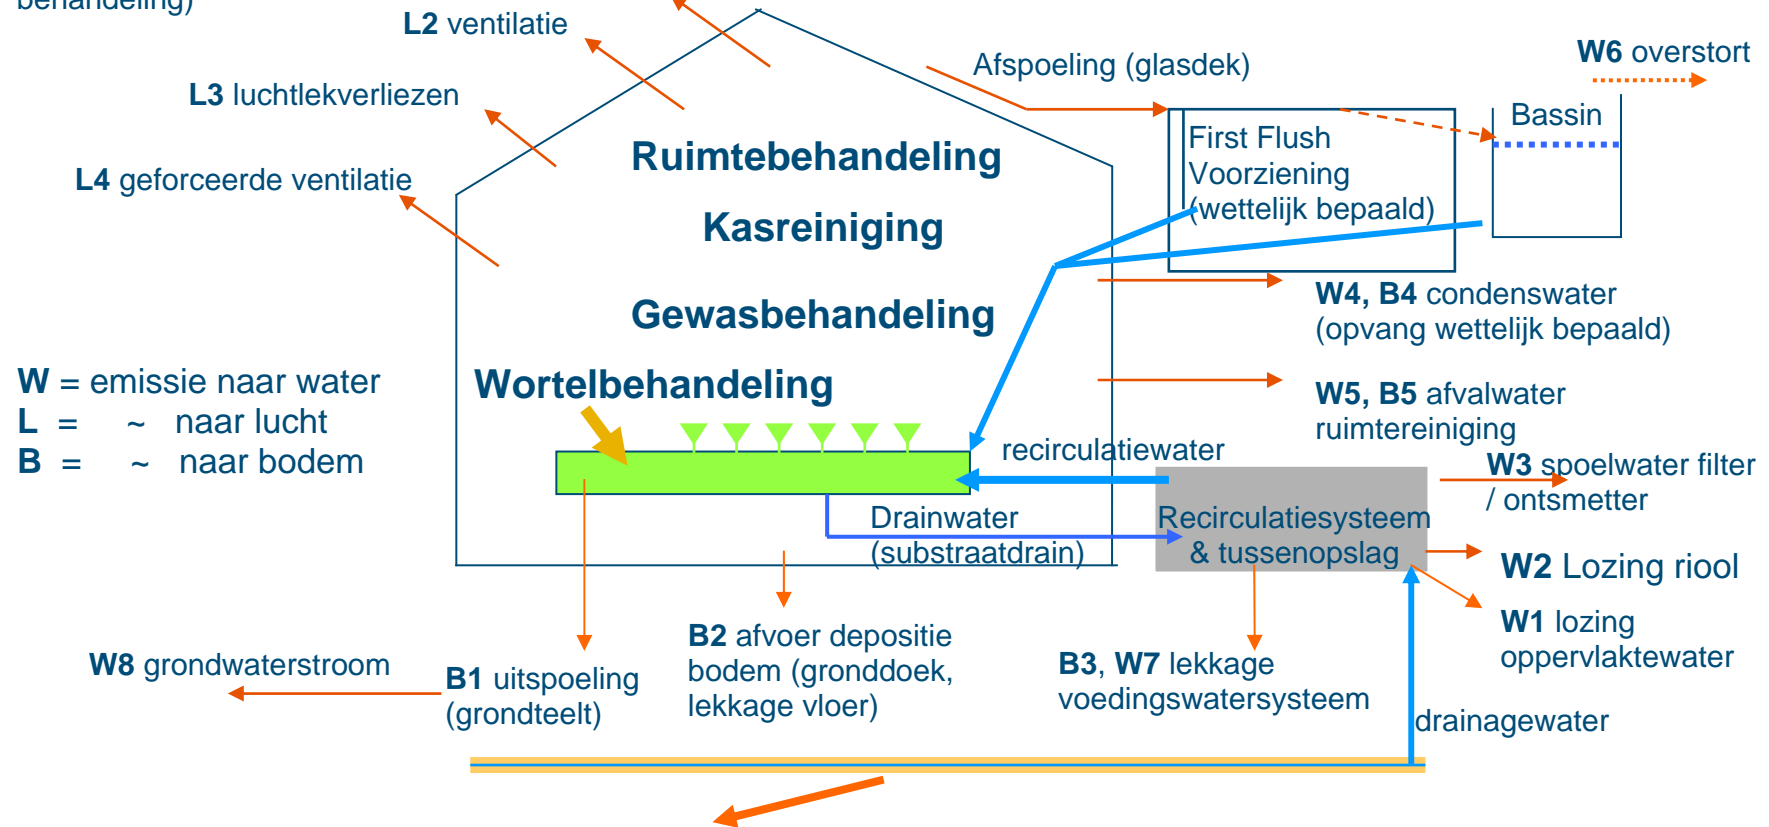 behandeling)
L2 ventilatie
W6 overstort
Afspoeling (glasdek)
L3 luchtlekverliezen
Bassin
First Flush
Voorziening
(wettelijk bepaald)
Ruimtebehandeling
L4 geforceerde ventilatie
Kasreiniging
W4, B4 condenswater
(opvang wettelijk bepaald)
Gewasbehandeling
W = emissie naar water
L = ~ naar lucht
B = ~ naar bodem
Wortelbehandeling
W5, B5 afvalwater
ruimtereiniging
recirculatiewater
W3 spoelwater filter
/ ontsmetter
Drainwater
(substraatdrain)
Recirculatiesysteem
& tussenopslag
W2 Lozing riool
W1 lozing
oppervlaktewater
W8 grondwaterstroom
B1 uitspoeling
(grondteelt)
B2 afvoer depositie
bodem (gronddoek,
lekkage vloer)
B3, W7 lekkage
voedingswatersysteem
drainagewater